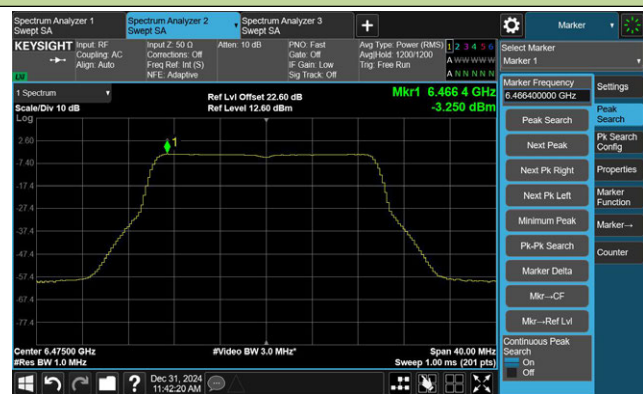 Spectrum Analyzer 1
Swept SA
Spectrum Analyzer 2
Swept SA
Spectrum Analyzer 3
Swept SA
+
Marker
KEYSIGHT
Input: RF
Coupling: AC
Align: Auto
Input Z: 50 Ω
Corrections: Off
Freq Ref: Int (S)
NFE: Adaptive
Atten: 10 dB
PNO: Fast
Gate: Off
IF Gain: Low
Sig Track: Off
Avg Type: Power (RMS)
Avg|Hold: 1200/1200
Trig: Free Run
1 2 3 4 5 6
A W W W W W
A N N N N N
LVI
Select Marker
Marker 1
1 Spectrum
Scale/Div 10 dB
Log
Ref Lvl Offset 22.60 dB
Ref Level 12.60 dBm
Mkr1 6.466 4 GHz
-3.250 dBm
1
2.60
-7.40
-17.4
-27.4
-37.4
-47.4
-57.4
-67.4
-77.4
Center 6.47500 GHz
#Res BW 1.0 MHz
#Video BW 3.0 MHz*
Span 40.00 MHz
Sweep 1.00 ms (201 pts)
Marker Frequency
6.466400000 GHz
Peak Search
Next Peak
Next Pk Right
Next Pk Left
Minimum Peak
Pk-Pk Search
Marker Delta
Mkr→CF
Mkr→Ref Lvl
Continuous Peak
Search
On
Off
Settings
Peak
Search
Pk Search
Config
Properties
Marker
Function
Marker→
Counter
?
Dec 31, 2024
11:42:20 AM